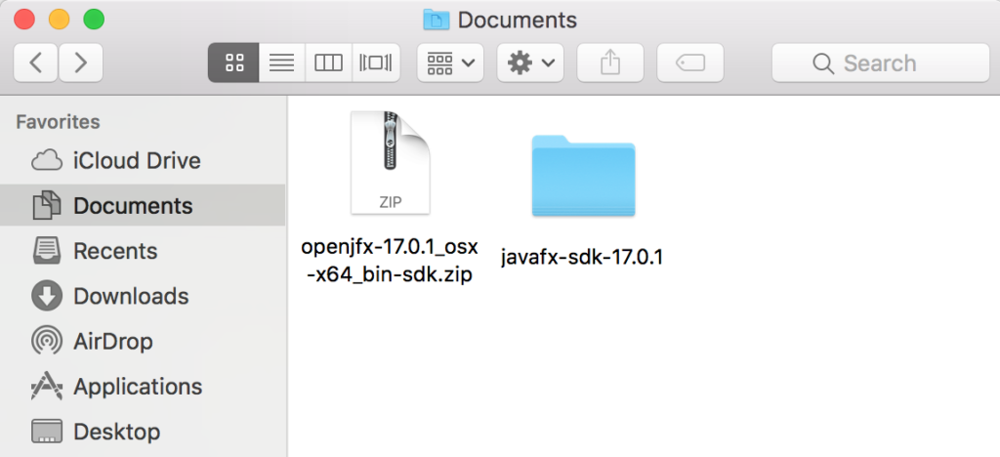 Documents
Search
Favorites
iCloud Drive
Documents
Recents
Downloads
AirDrop
Applications
Desktop
ZIP
openjfx-17.0.1_osx
-x64_bin-sdk.zip
javafx-sdk-17.0.1